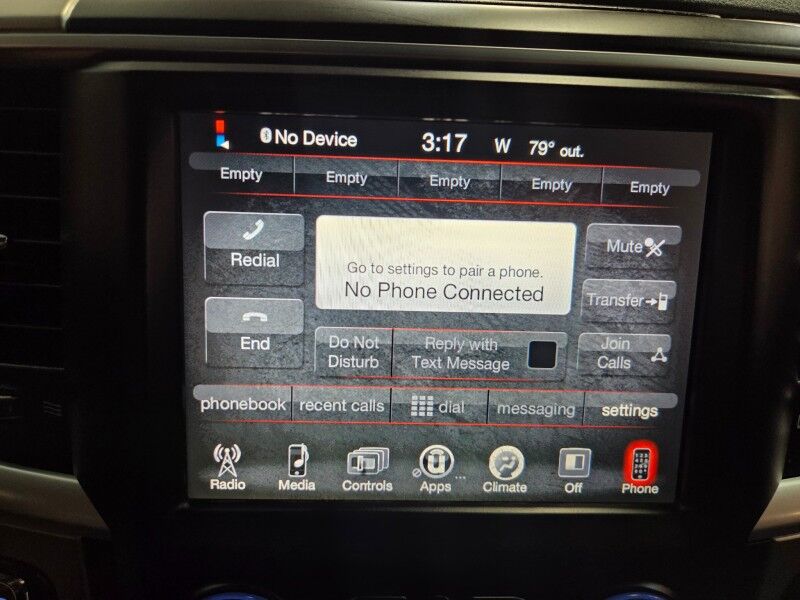 No Device 3:17 W 79° out.
Empty Empty Empty Empty Empty
Redial
Go to settings to pair a phone.
No Phone Connected
Mute
Transfer
End
Do Not
Disturb
Reply with
Text Message
Join
Calls
phonebook recent calls dial messaging settings
Radio Media Controls Apps Climate Off Phone